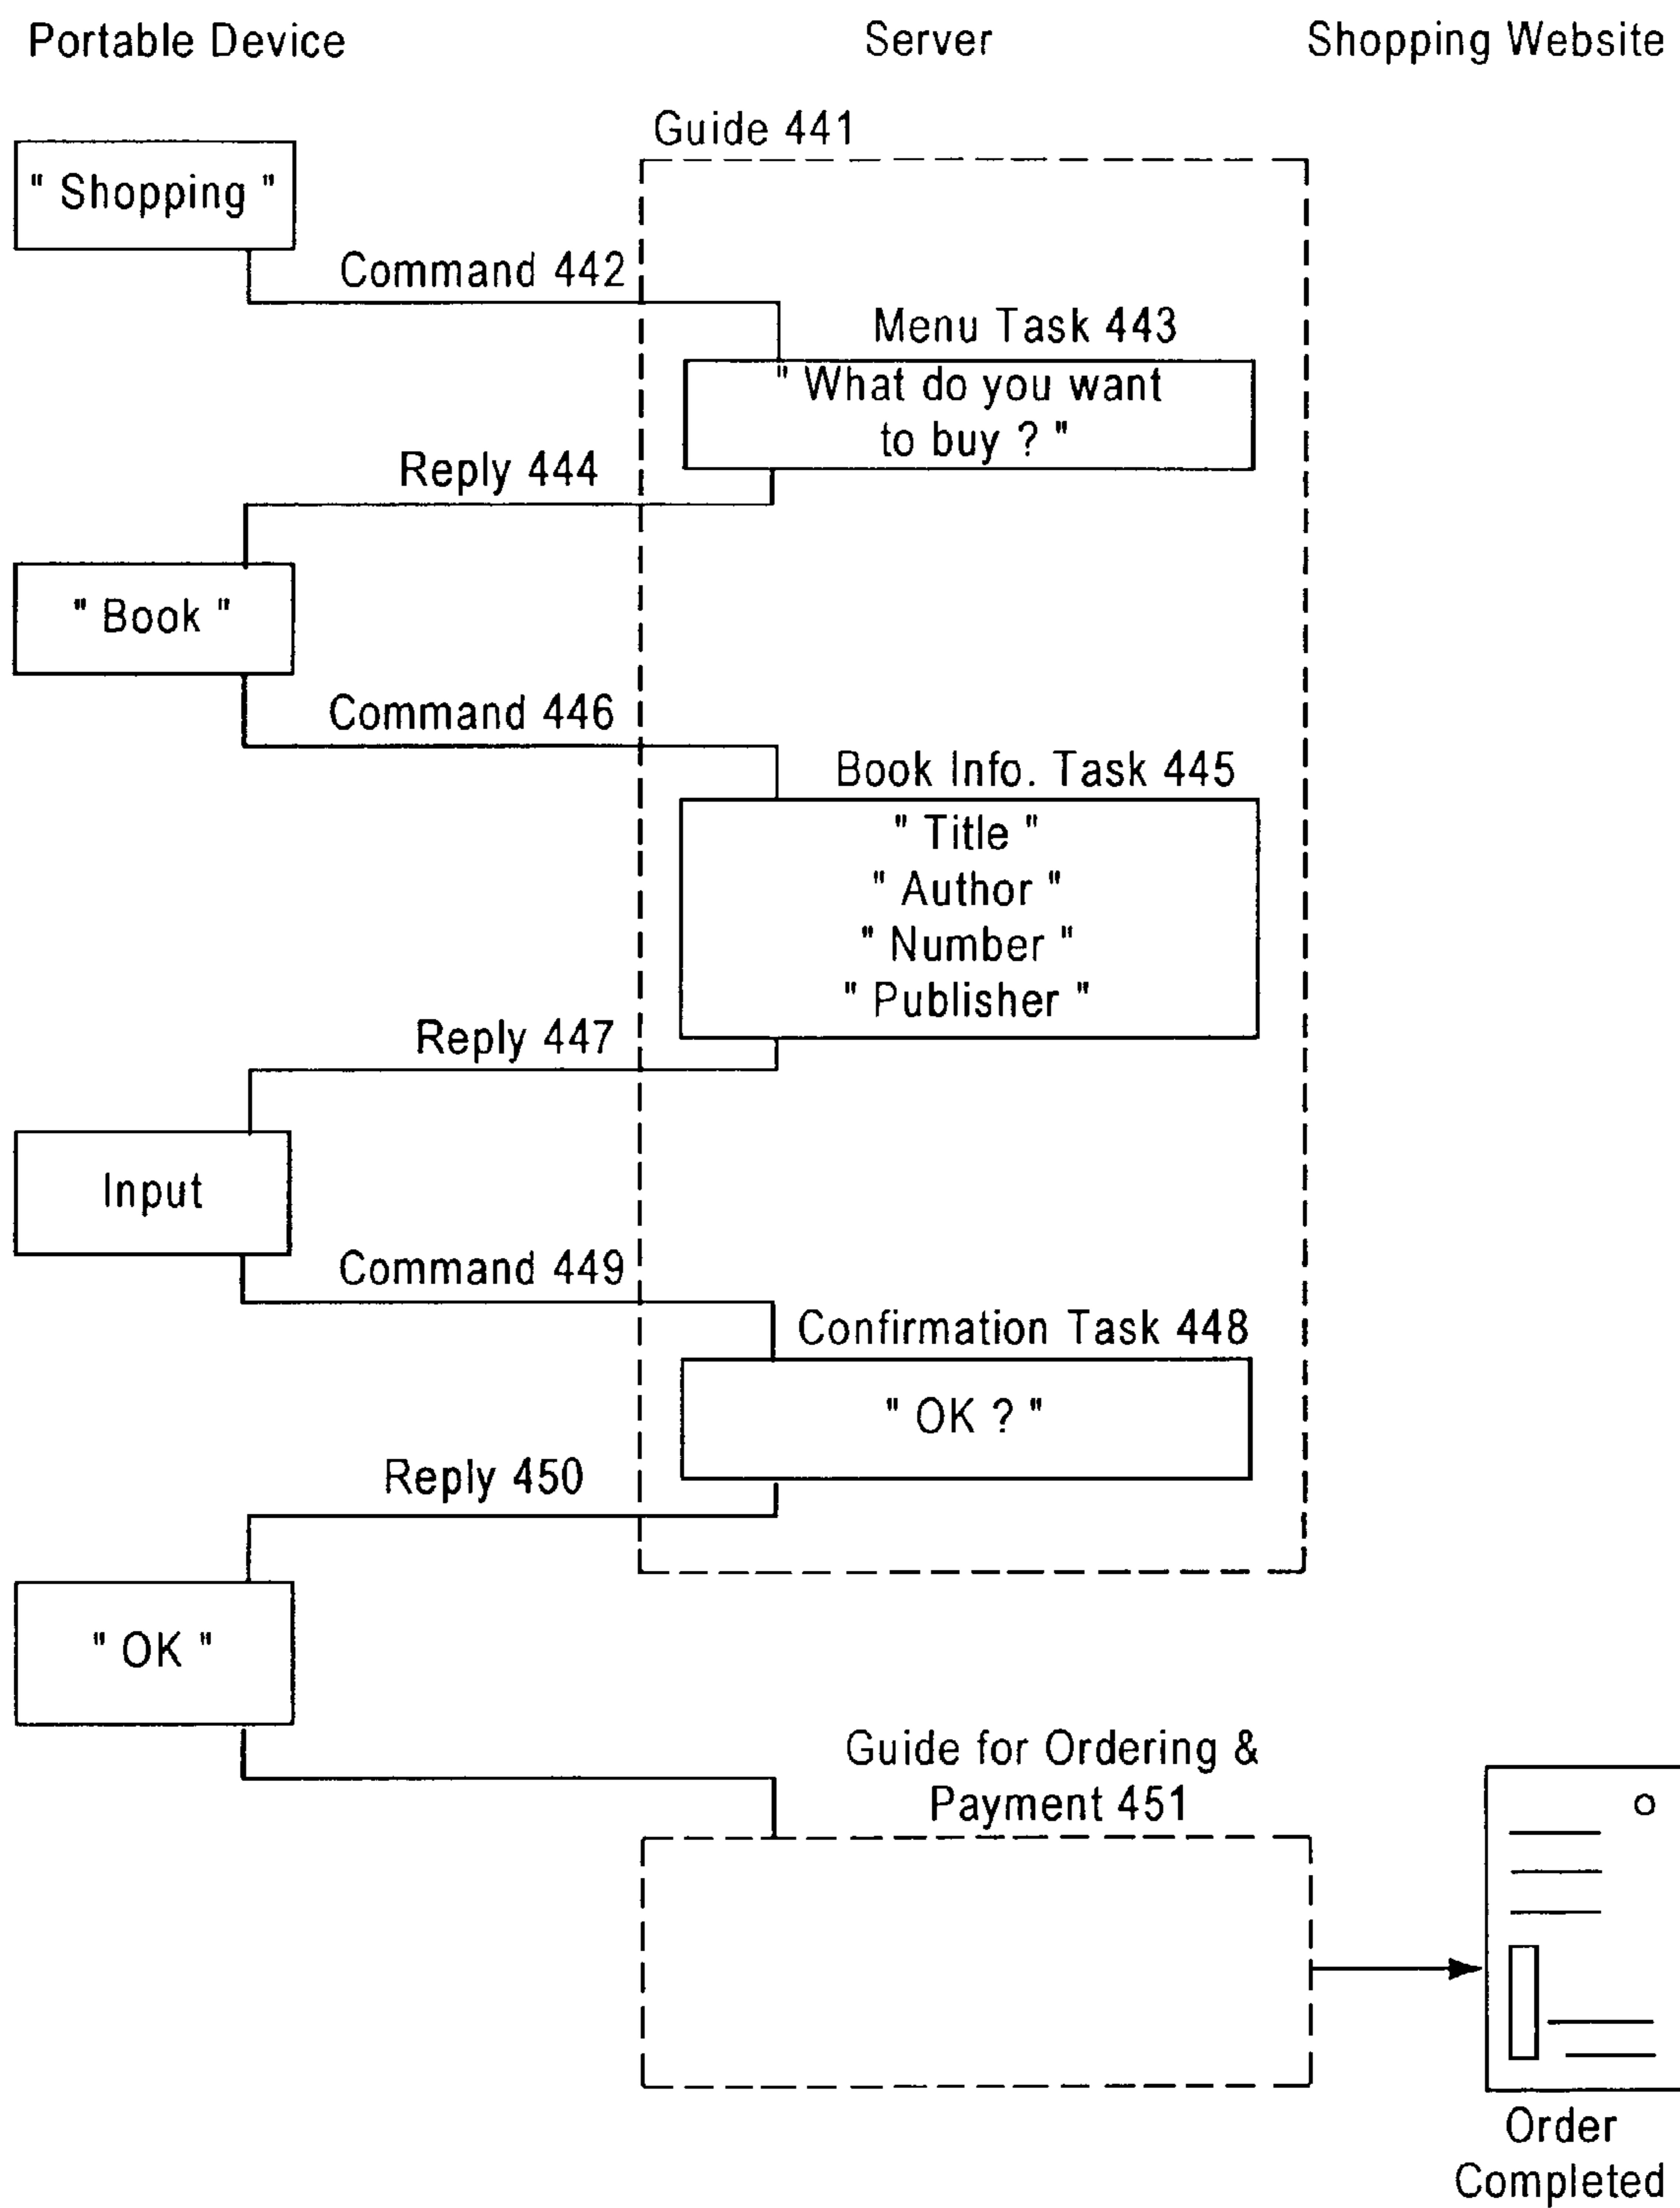 Portable Device
Server
Shopping Website
Guide 441
" Shopping "
Command 442
Menu Task 443
" What do you want
to buy ? "
Reply 444
" Book "
Command 446
Book Info. Task 445
" Title "
" Author "
" Number "
" Publisher "
Reply 447
Input
Command 449
Confirmation Task 448
" OK ? "
Reply 450
" OK "
Guide for Ordering &
Payment 451
Order
Completed